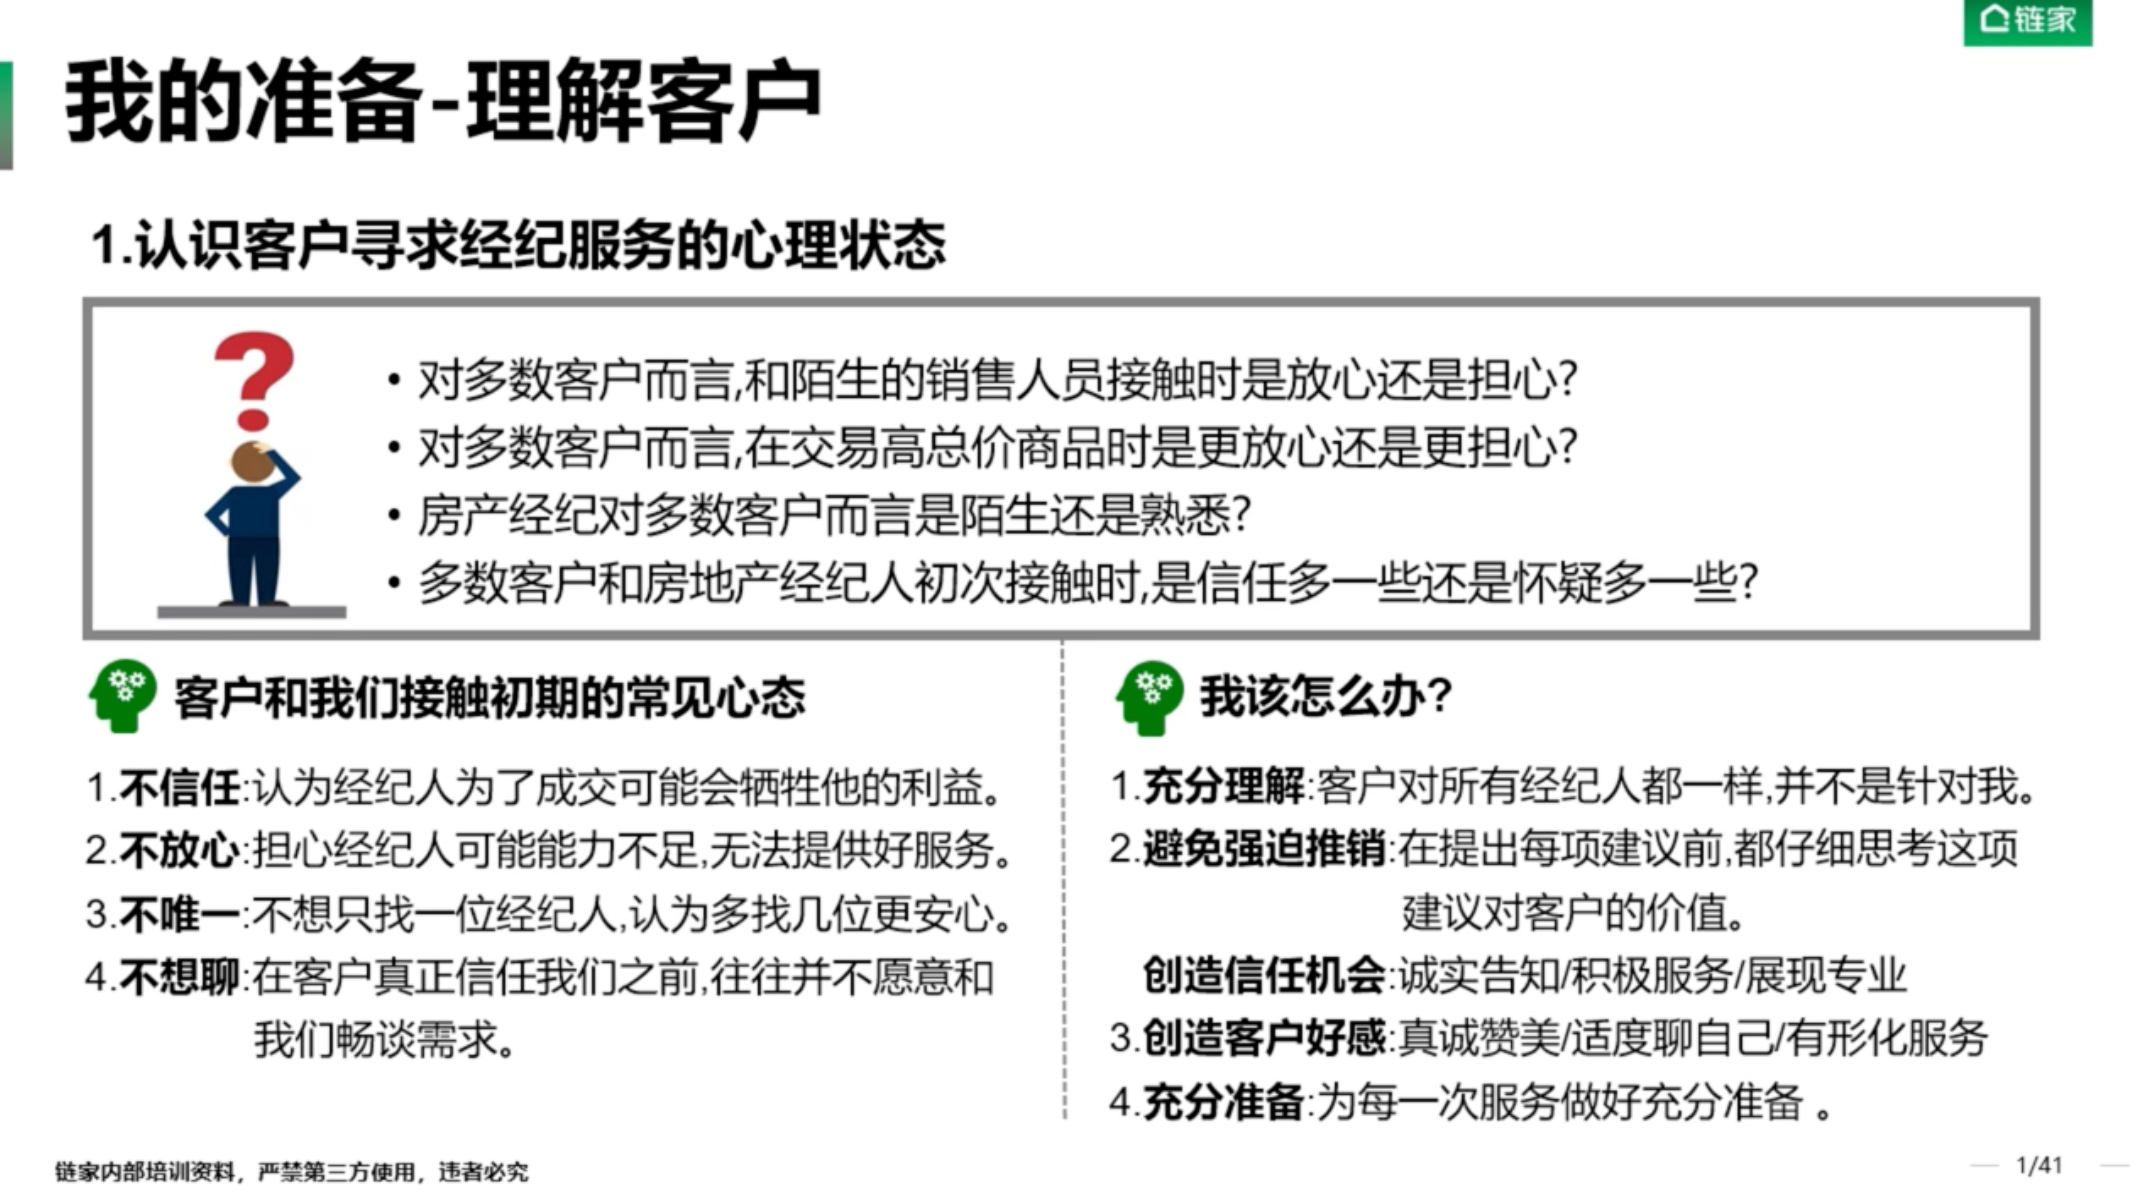 链家
我的准备-理解客户
1.认识客户寻求经纪服务的心理状态
• 对多数客户而言,和陌生的销售人员接触时是放心还是担心?
• 对多数客户而言,在交易高总价商品时是更放心还是更担心?
• 房产经纪对多数客户而言是陌生还是熟悉?
• 多数客户和房地产经纪人初次接触时,是信任多一些还是怀疑多一些?
客户和我们接触初期的常见心态
1.不信任:认为经纪人为了成交可能会牺牲他的利益。
2.不放心:担心经纪人可能能力不足,无法提供好服务。
3.不唯一:不想只找一位经纪人,认为多找几位更安心。
4.不想聊:在客户真正信任我们之前,往往并不愿意和
我们畅谈需求。
我该怎么办?
1.充分理解:客户对所有经纪人都一样,并不是针对我。
2.避免强迫推销:在提出每项建议前,都仔细思考这项
建议对客户的价值。
创造信任机会:诚实告知/积极服务/展现专业
3.创造客户好感:真诚赞美/适度聊自己/有形化服务
4.充分准备:为每一次服务做好充分准备 。
链家内部培训资料，严禁第三方使用，违者必究
1/41